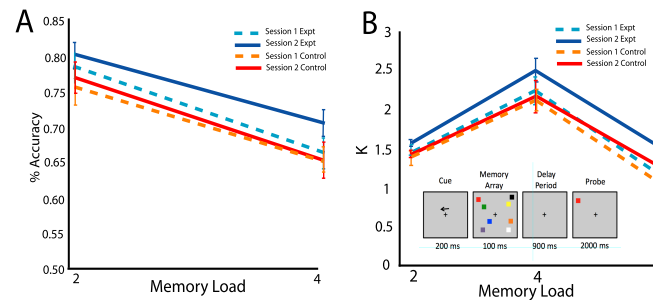 A
0.85
0.80
0.75
0.70
0.65
0.60
0.55
0.50
% Accuracy
2
4
Memory Load
Session 1 Expt
Session 2 Expt
Session 1 Control
Session 2 Control
B
3
2.5
2
1.5
1
0.5
0
K
2
4
Memory Load
Session 1 Expt
Session 2 Expt
Session 1 Control
Session 2 Control
Cue
Memory
Array
Delay
Period
Probe
200 ms
100 ms
900 ms
2000 ms